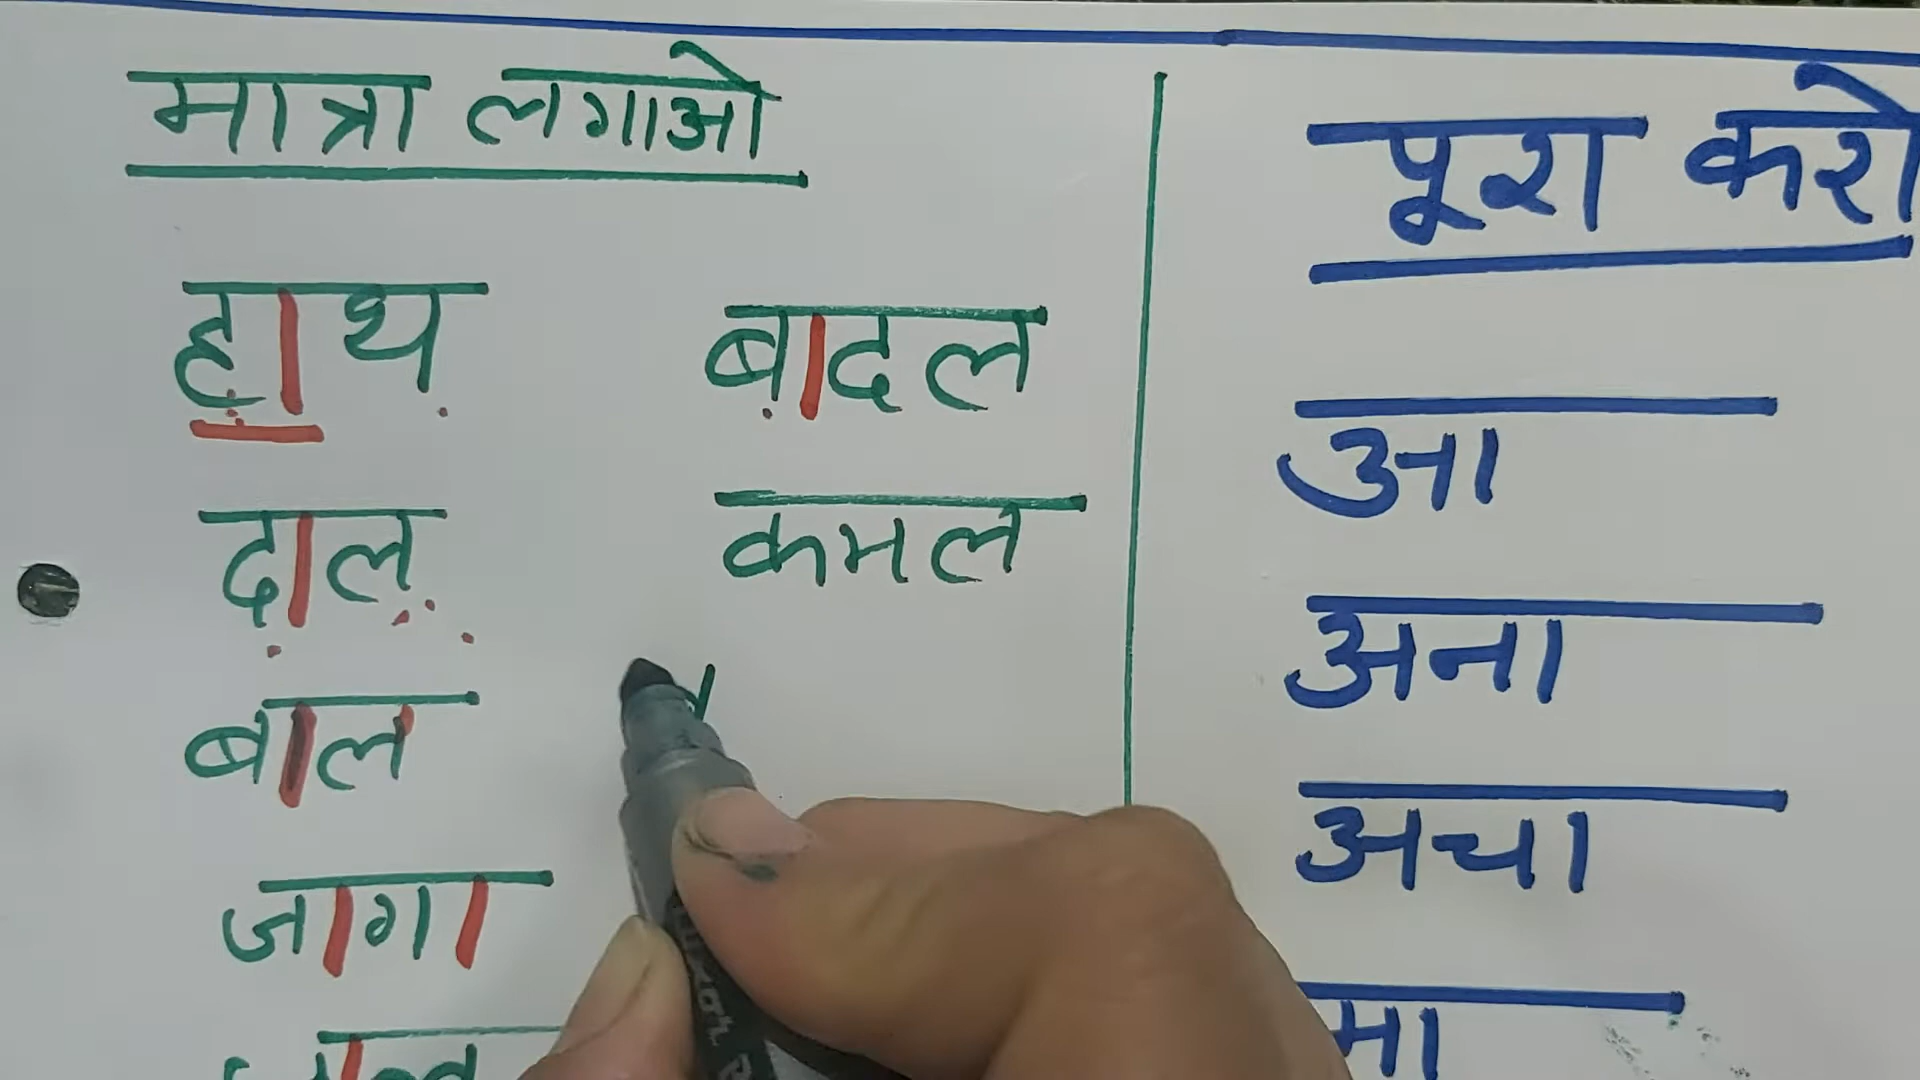 मात्रा लगाओ
हाथ
दाल
बाल
जागा
बादल
कमल
पूरा करो
आ
अना
अचा
मा